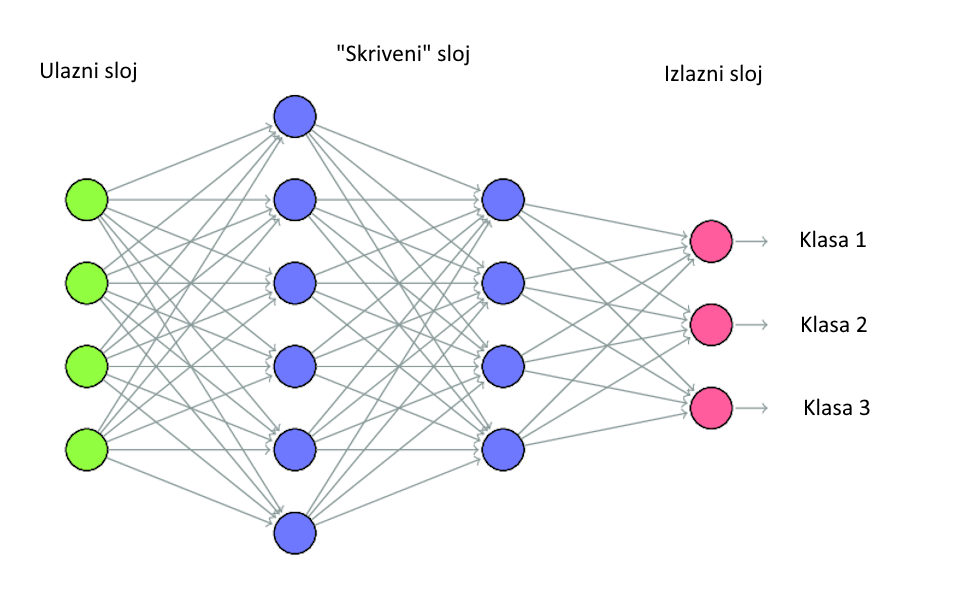 Ulazni sloj
"Skriveni" sloj
Izlazni sloj
Klasa 1
Klasa 2
Klasa 3